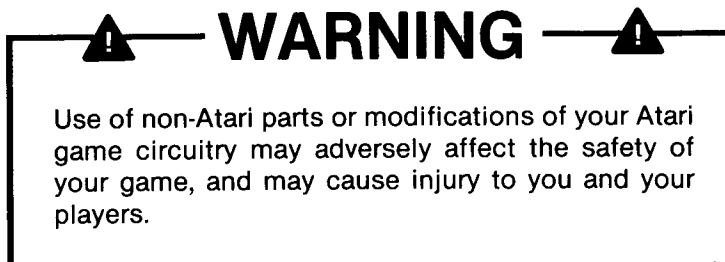 WARNING
Use of non-Atari parts or modifications of your Atari
game circuitry may adversely affect the safety of
your game, and may cause injury to you and your
players.